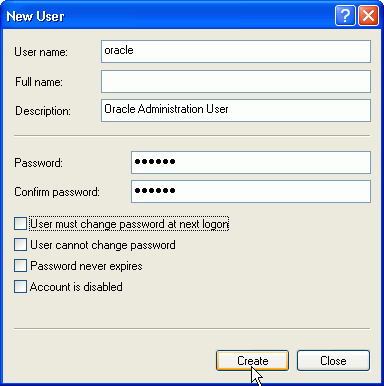 New User
User name: oracle
Full name:
Description: Oracle Administration User
Password: ●●●●●●
Confirm password: ●●●●●●
User must change password at next logon
User cannot change password
Password never expires
Account is disabled
Create Close